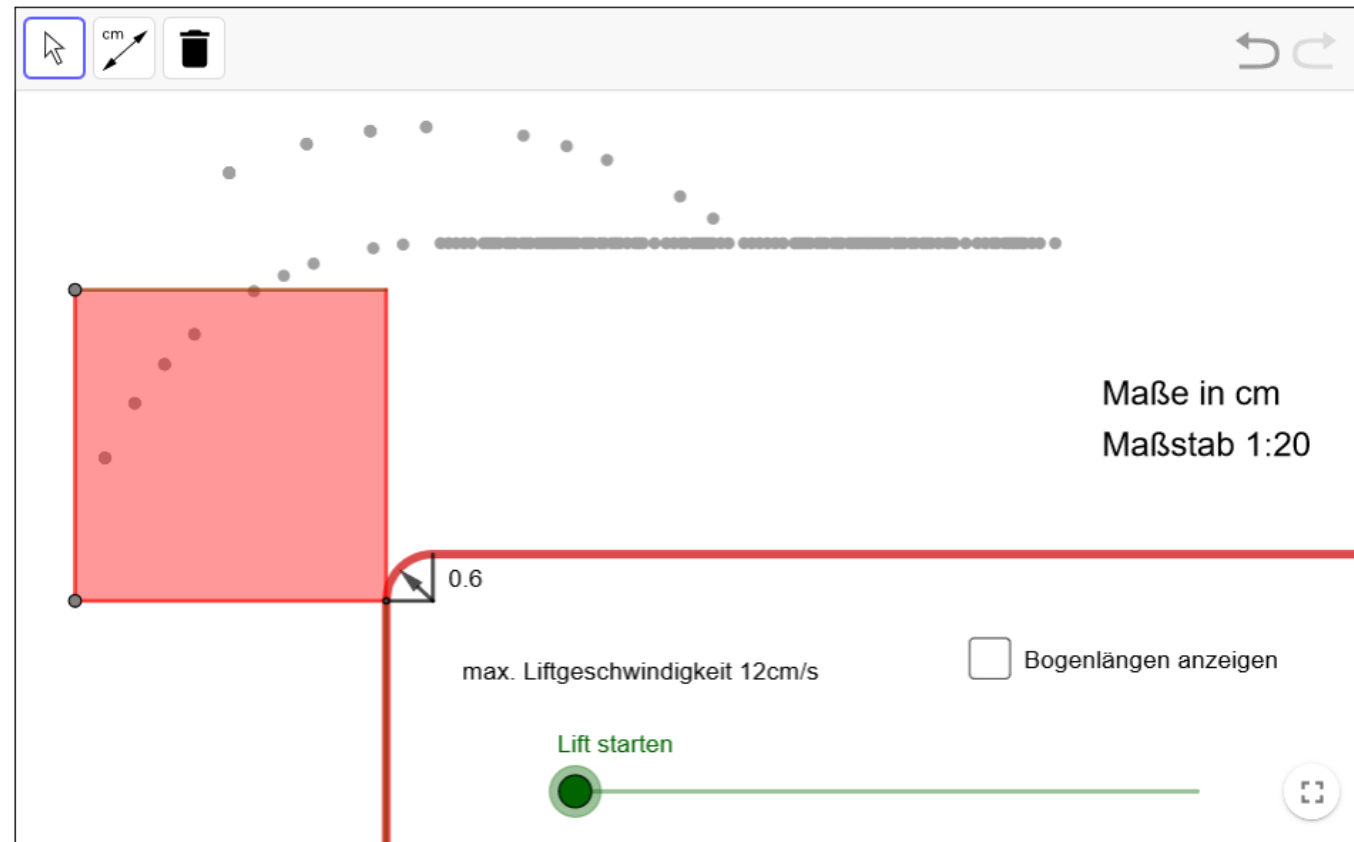 cm
Maße in cm
Maßstab 1:20
0.6
max. Liftgeschwindigkeit 12cm/s
Bogenlängen anzeigen
Lift starten